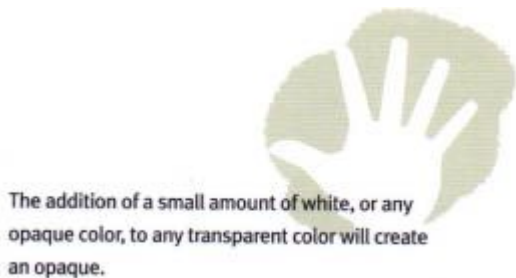 The addition of a small amount of white, or any
opaque color, to any transparent color will create
an opaque.